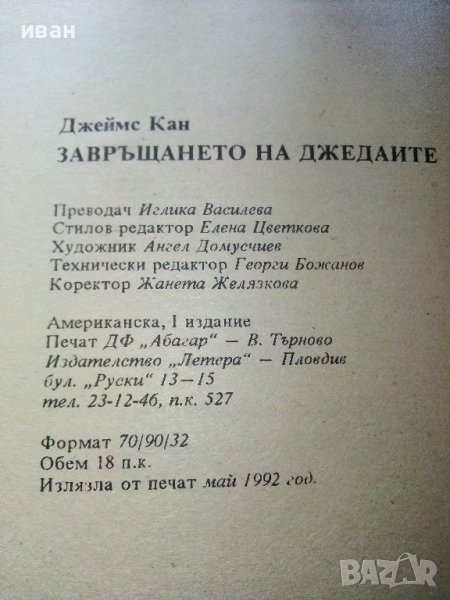 иван
Джеймс Кан
ЗАВРЪЩАНЕТО НА ДЖЕДАИТЕ
Преводач Иглика Василева
Стилов редактор Елена Цветкова
Художник Ангел Домусчиев
Технически редактор Георги Божанов
Коректор Жанета Желязкова
Американска, I издание
Печат ДФ „Абагар“ — В. Търново
Издателство „Летера“ — Пловдив
бул. „Руски“ 13—15
тел. 23-12-46, п.к. 527
Формат 70/90/32
Обем 18 п.к.
Излязла от печат май 1992 год.
BAZAR